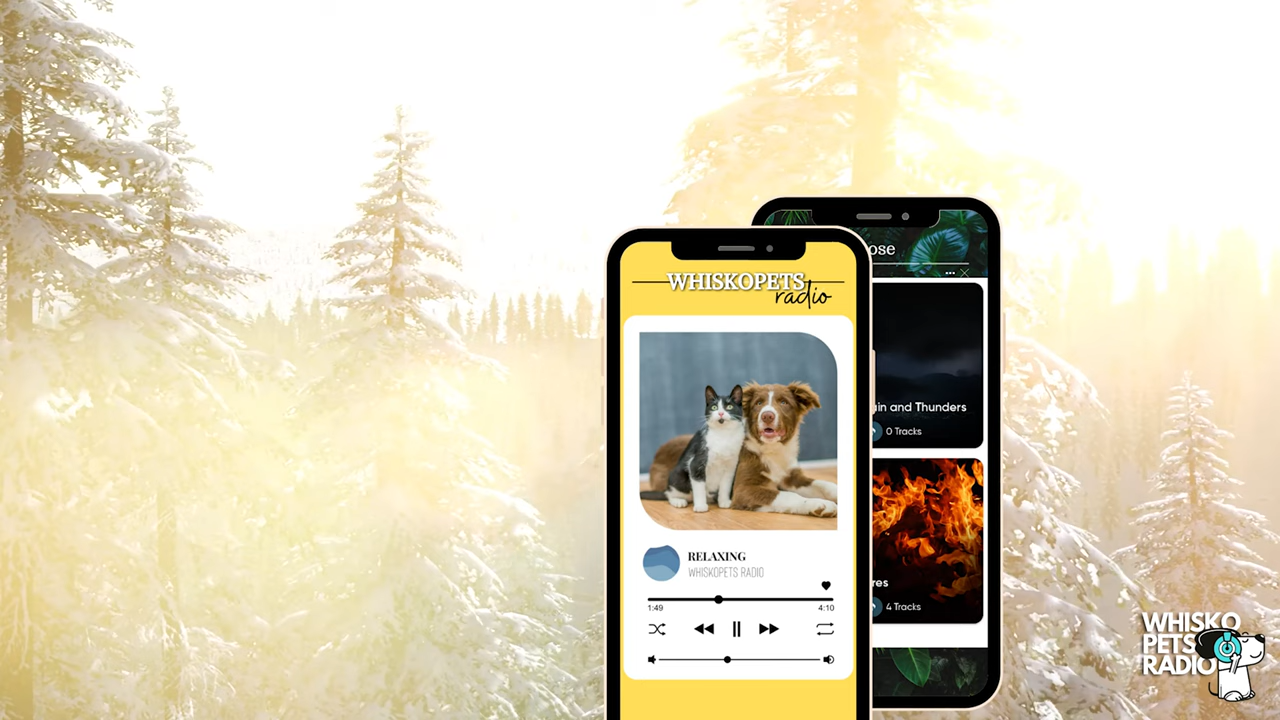 WHISKOPETS
radio
RELAXING
WHISKOPETS RADIO
1:49
4:10
ose
in and Thunders
0 Tracks
res
4 Tracks
WHISKO
PETS
RADIO